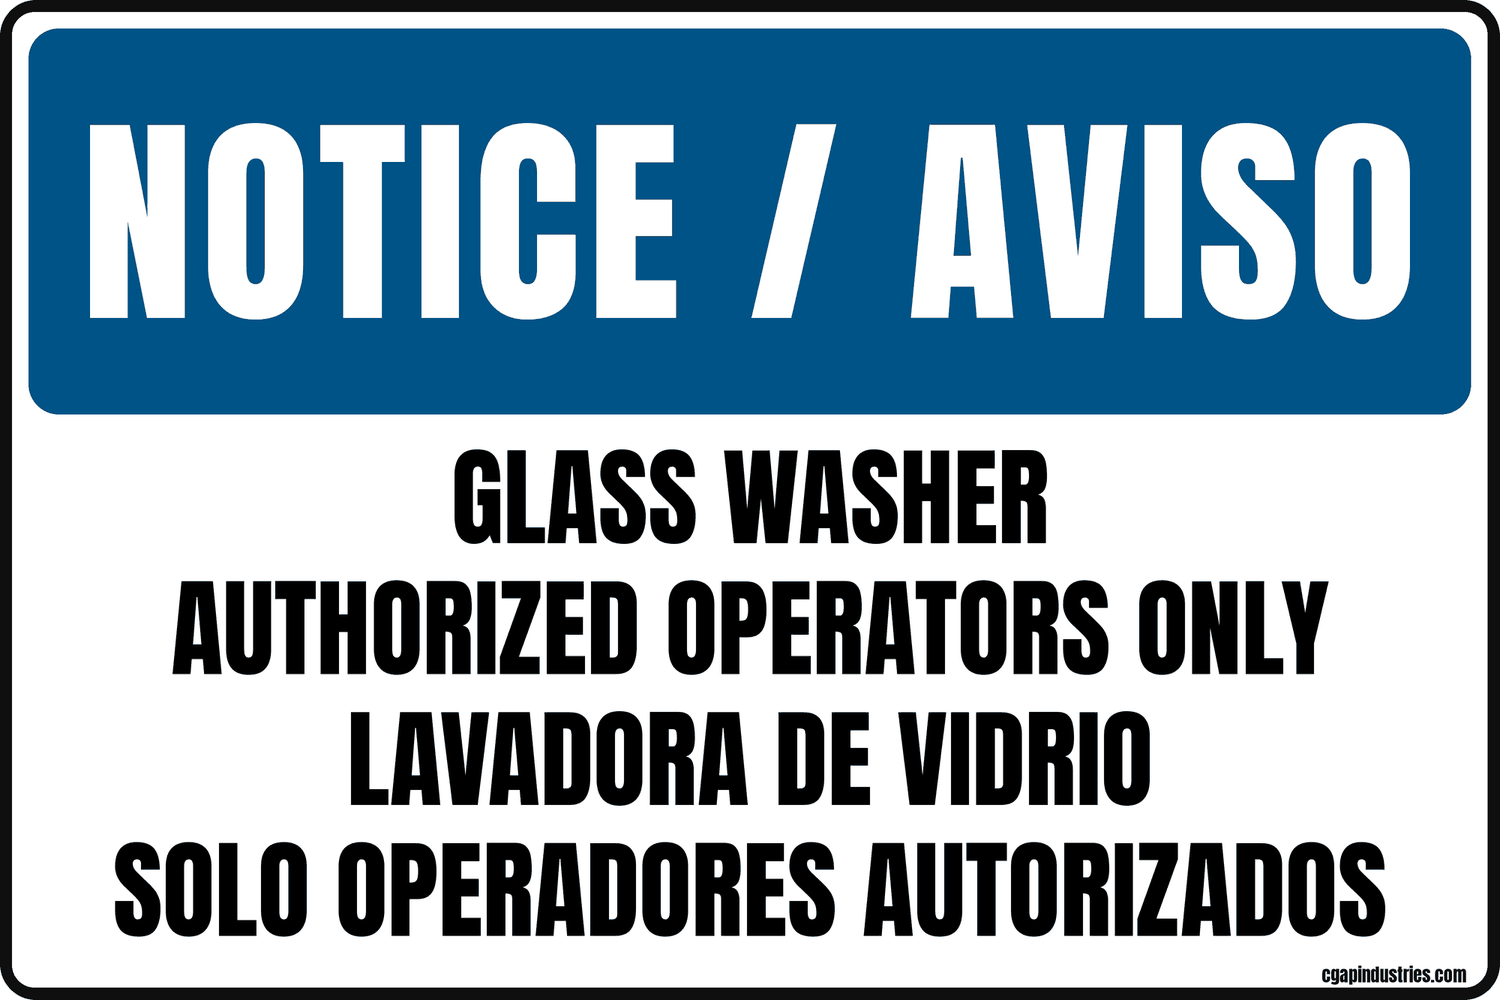 NOTICE / AVISO
GLASS WASHER
AUTHORIZED OPERATORS ONLY
LAVADORA DE VIDRIO
SOLO OPERADORES AUTORIZADOS
cgapindustries.com